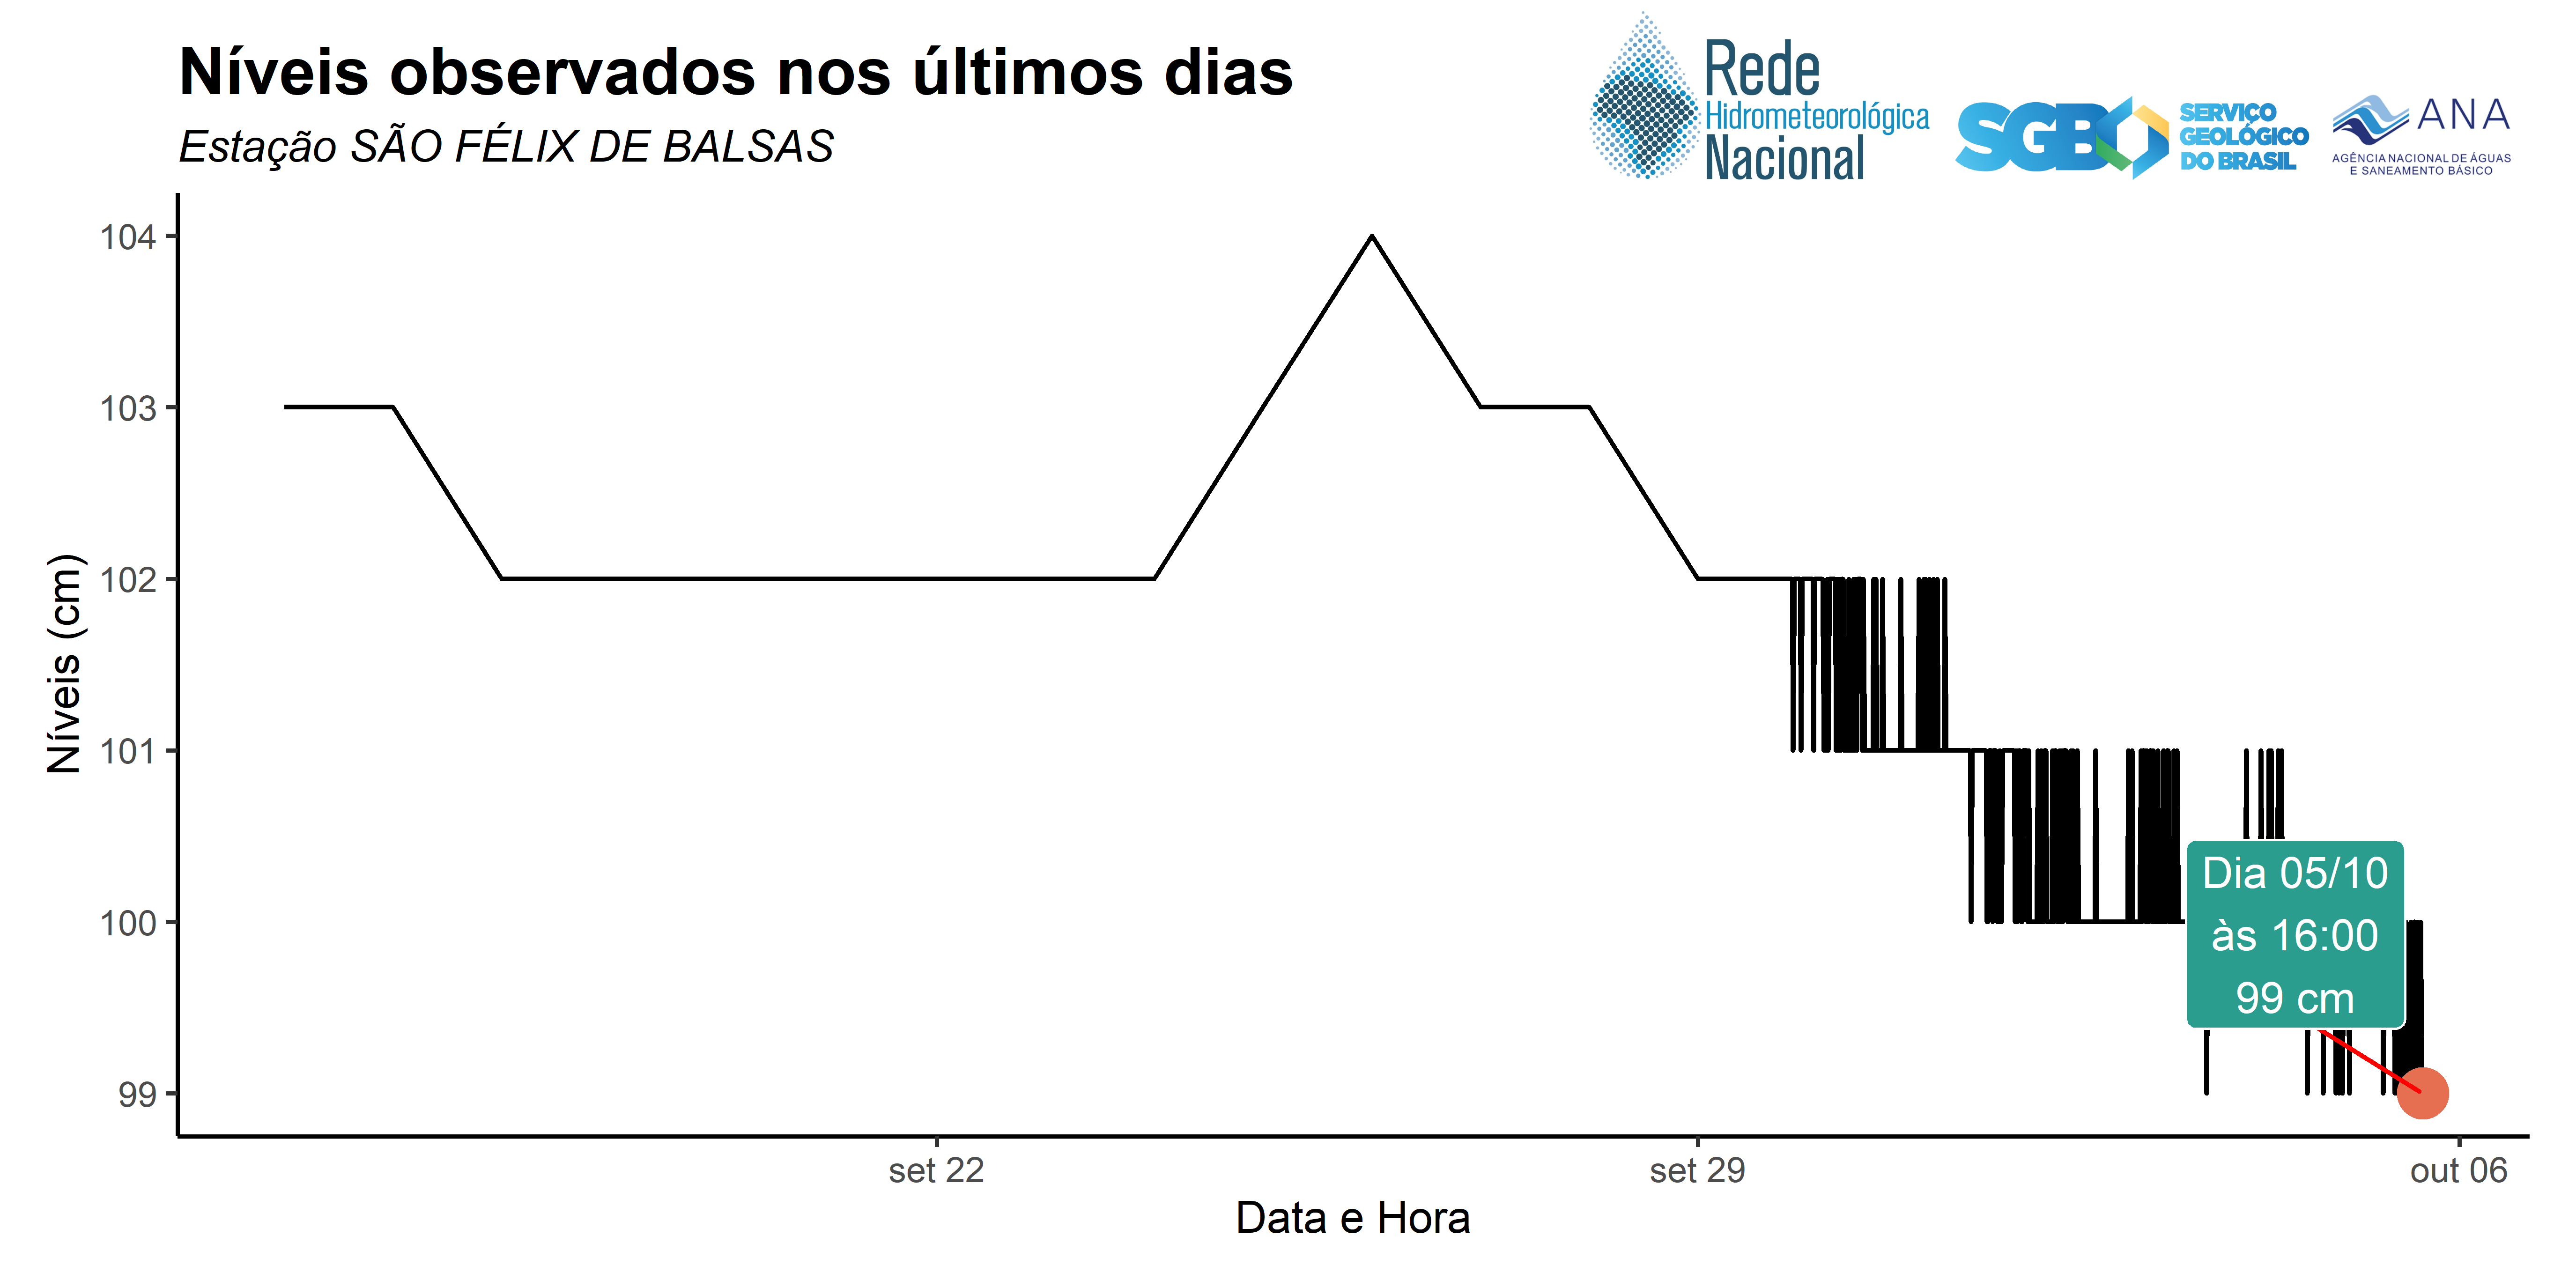 Níveis observados nos últimos dias
Estação SÃO FÉLIX DE BALSAS
Rede
Hidrometeorológica
Nacional
SGB
SERVIÇO
GEOLÓGICO
DO BRASIL
ANA
AGÊNCIA NACIONAL DE ÁGUAS
E SANEAMENTO BÁSICO
Níveis (cm)
104
103
102
101
100
99
Dia 05/10
às 16:00
99 cm
set 22
set 29
out 06
Data e Hora